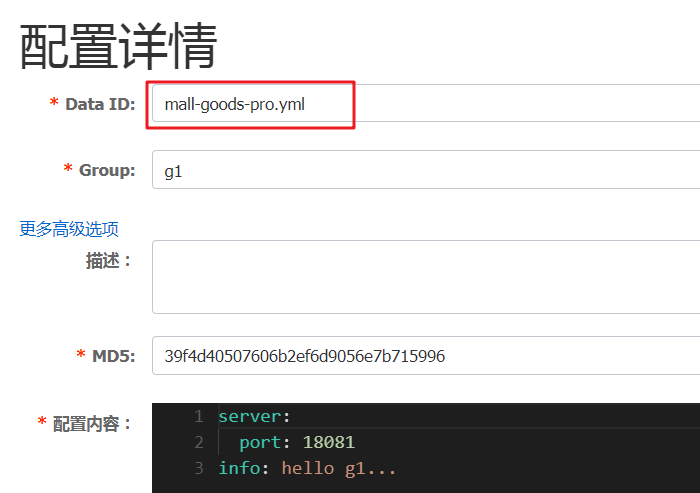 配置详情
* Data ID: mall-goods-pro.yml
* Group: g1
更多高级选项
描述：
* MD5: 39f4d40507606b2ef6d9056e7b715996
* 配置内容： 1 server:
2 port: 18081
3 info: hello g1...